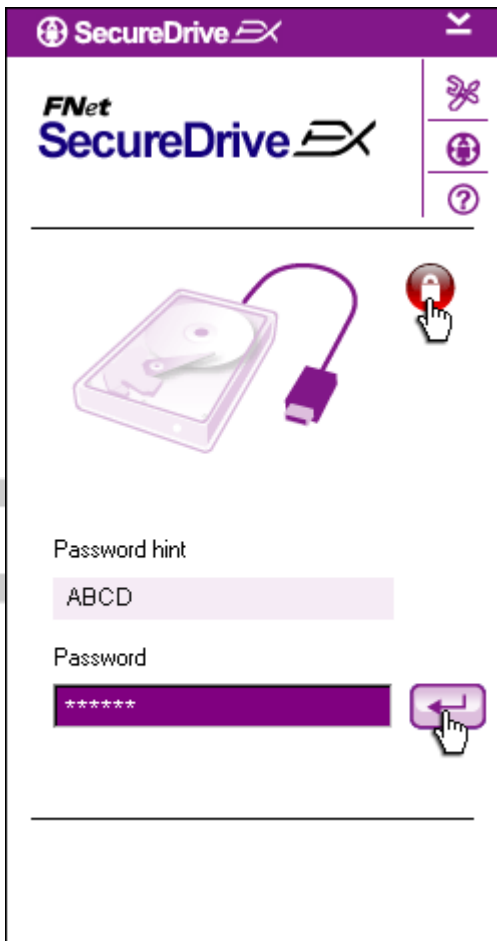 SecureDrive EX
FNet
SecureDrive EX
?
Password hint
ABCD
Password
******